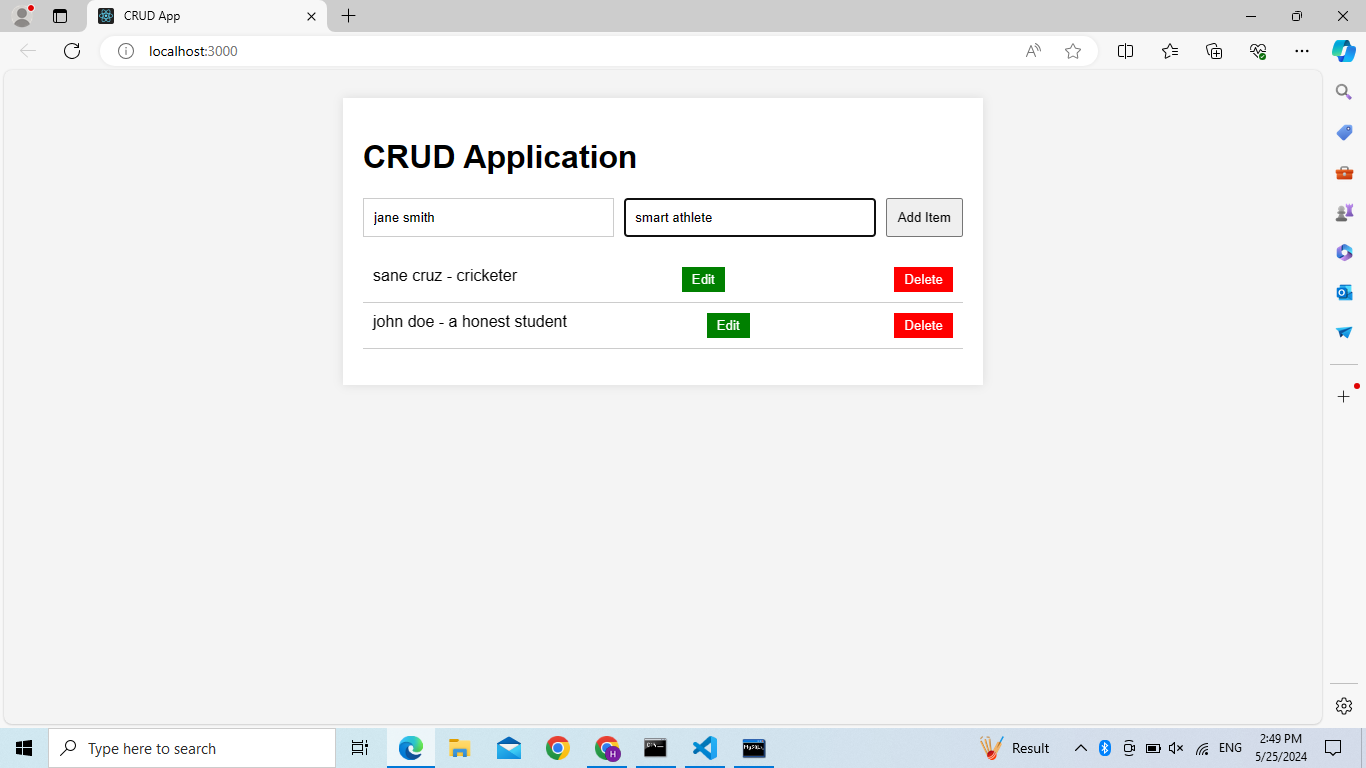 CRUD App
localhost:3000
CRUD Application
jane smith
smart athlete
Add Item
sane cruz - cricketer
Edit
Delete
john doe - a honest student
Edit
Delete
Type here to search
Result
ENG
2:49 PM
5/25/2024